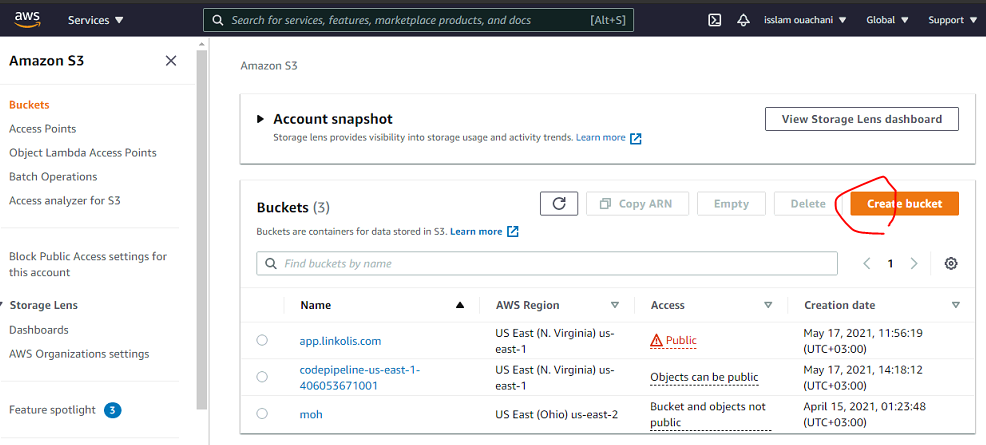 aws
Services ▼
Search for services, features, marketplace products, and docs
[Alt+S]
isslam ouachani ▼
Global ▼
Support ▼
Amazon S3
Buckets
Access Points
Object Lambda Access Points
Batch Operations
Access analyzer for S3
Block Public Access settings for
this account
Storage Lens
Dashboards
AWS Organizations settings
Feature spotlight 3
Amazon S3
Account snapshot
Storage lens provides visibility into storage usage and activity trends. Learn more
View Storage Lens dashboard
Buckets (3)
Copy ARN
Empty
Delete
Create bucket
Buckets are containers for data stored in S3. Learn more
Find buckets by name
1
Name
AWS Region
Access
Creation date
app.linkolis.com
US East (N. Virginia) us-
east-1
Public
May 17, 2021, 11:56:19
(UTC+03:00)
codepipeline-us-east-1-
406053671001
US East (N. Virginia) us-
east-1
Objects can be public
May 17, 2021, 14:18:12
(UTC+03:00)
moh
US East (Ohio) us-east-2
Bucket and objects not
public
April 15, 2021, 01:23:48
(UTC+03:00)